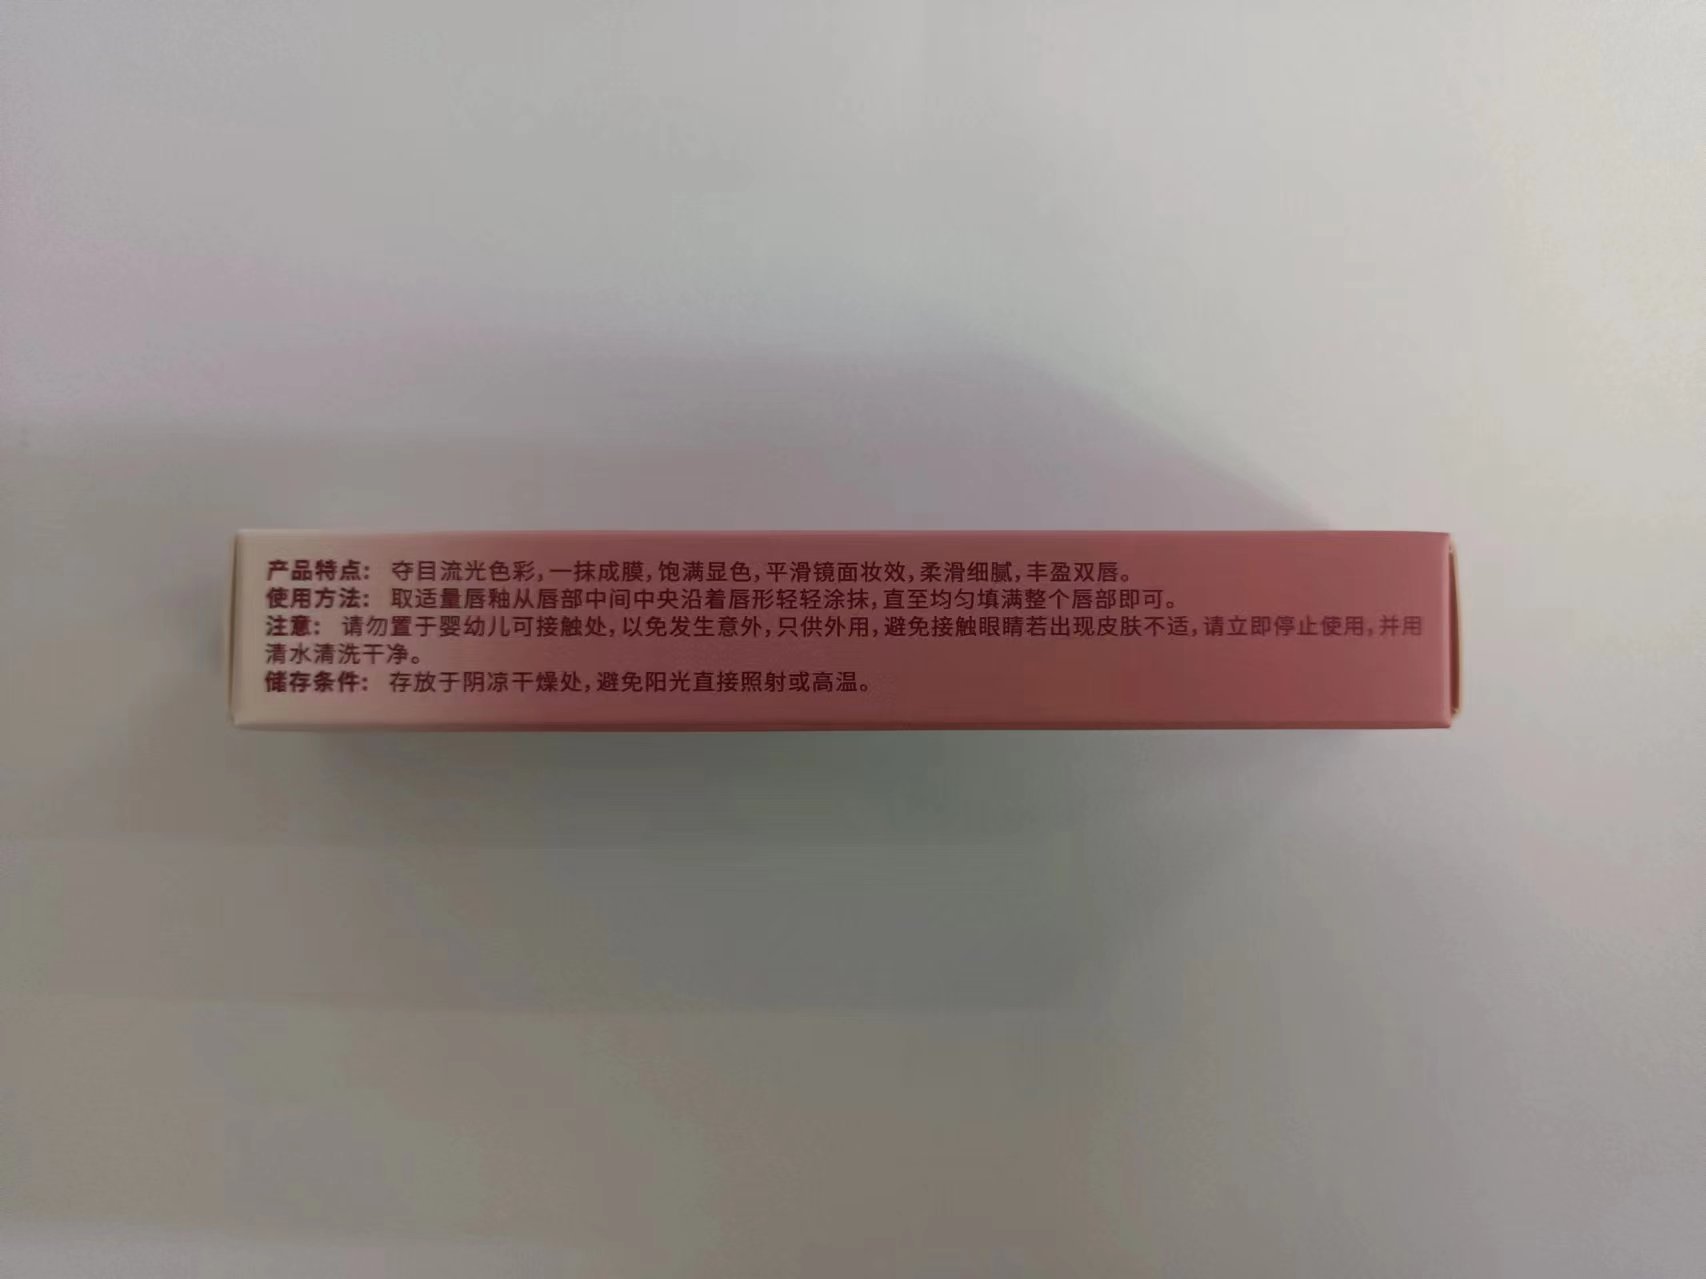 产品特点： 夺目流光色彩,一抹成膜,饱满显色,平滑镜面妆效,柔滑细腻,丰盈双唇。
使用方法： 取适量唇釉从唇部中间中央沿着唇形轻轻涂抹,直至均匀填满整个唇部即可。
注意： 请勿置于婴幼儿可接触处,以免发生意外,只供外用,避免接触眼睛若出现皮肤不适,请立即停止使用,并用
清水清洗干净。
储存条件： 存放于阴凉干燥处,避免阳光直接照射或高温。